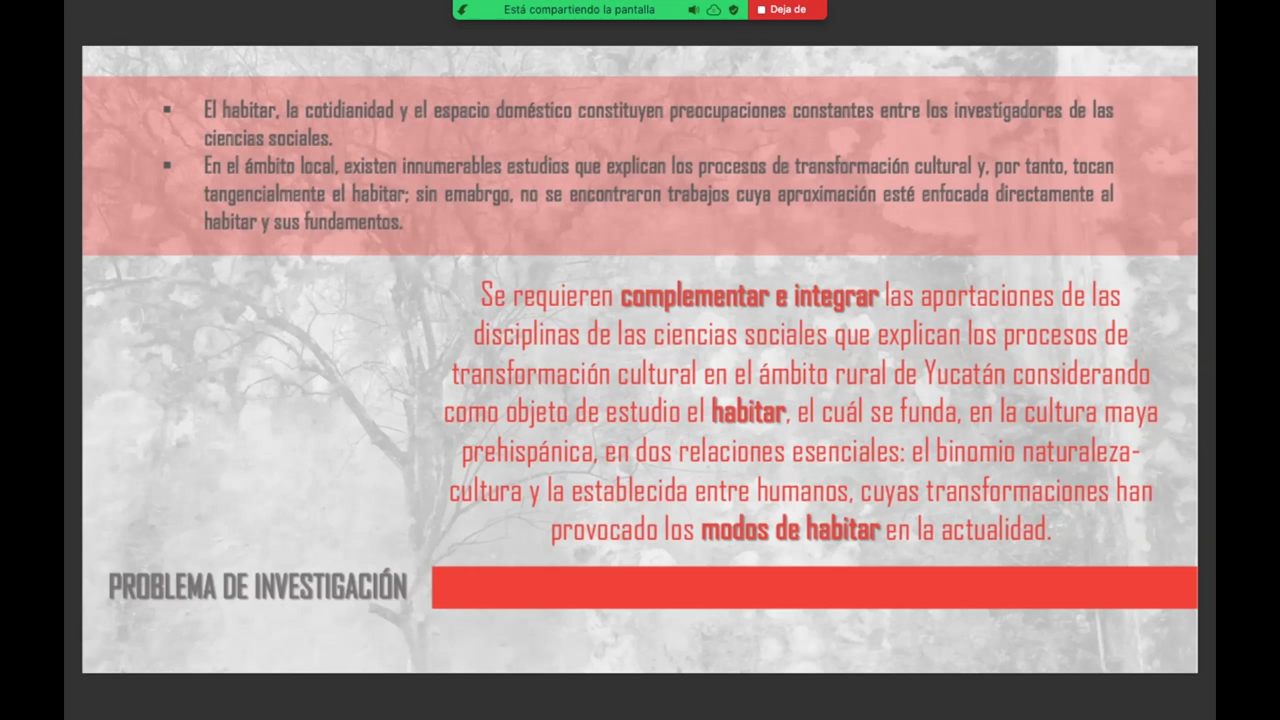 Está compartiendo la pantalla
Deja de
▪ El habitar, la cotidianidad y el espacio doméstico constituyen preocupaciones constantes entre los investigadores de las
ciencias sociales.
▪ En el ámbito local, existen innumerables estudios que explican los procesos de transformación cultural y, por tanto, tocan
tangencialmente el habitar; sin emabrgo, no se encontraron trabajos cuya aproximación esté enfocada directamente al
habitar y sus fundamentos.
Se requieren complementar e integrar las aportaciones de las
disciplinas de las ciencias sociales que explican los procesos de
transformación cultural en el ámbito rural de Yucatán considerando
como objeto de estudio el habitar, el cuál se funda, en la cultura maya
prehispánica, en dos relaciones esenciales: el binomio naturaleza-
cultura y la establecida entre humanos, cuyas transformaciones han
provocado los modos de habitar en la actualidad.
PROBLEMA DE INVESTIGACIÓN